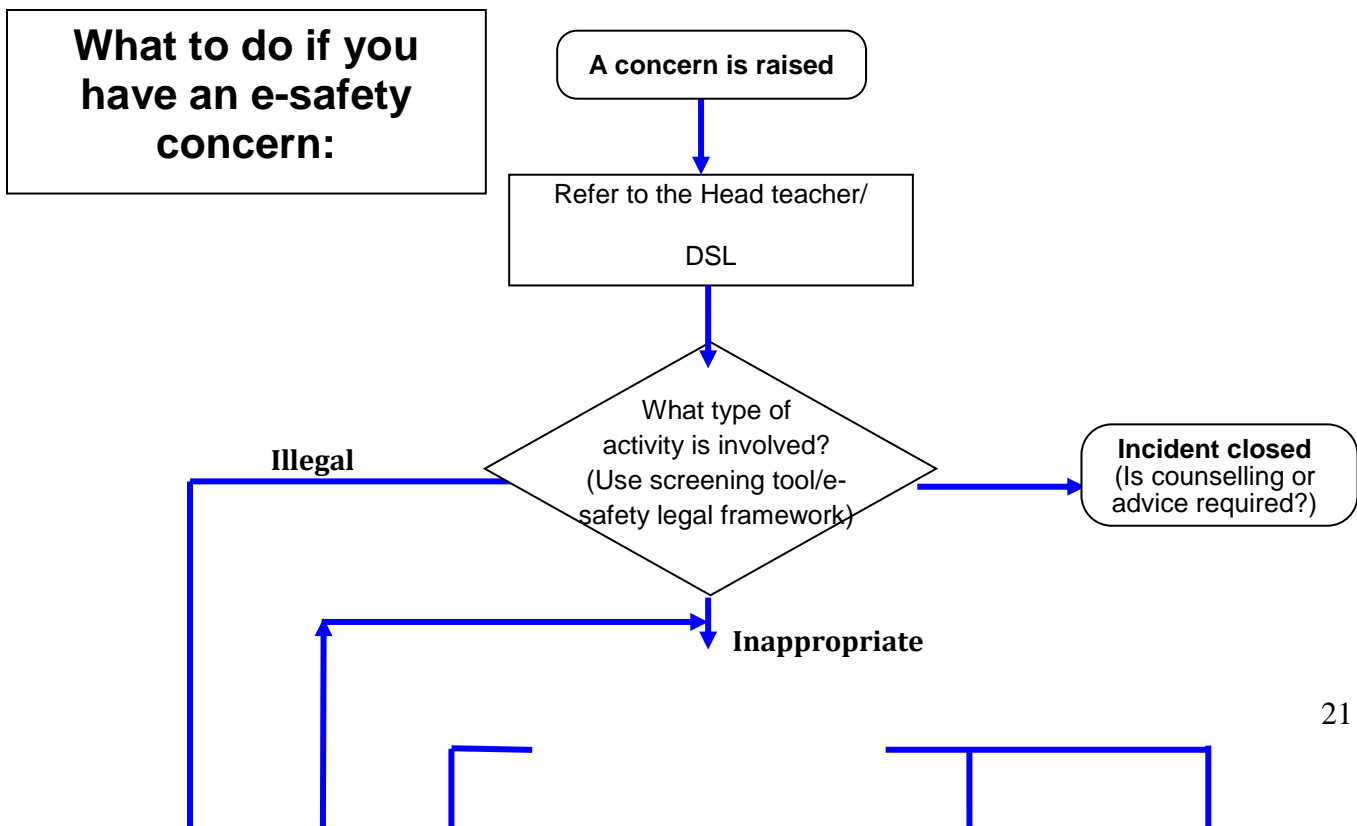 What to do if you
have an e-safety
concern:
A concern is raised
Refer to the Head teacher/
DSL
What type of
activity is involved?
(Use screening tool/e-
safety legal framework)
Illegal
Incident closed
(Is counselling or
advice required?)
Inappropriate
21